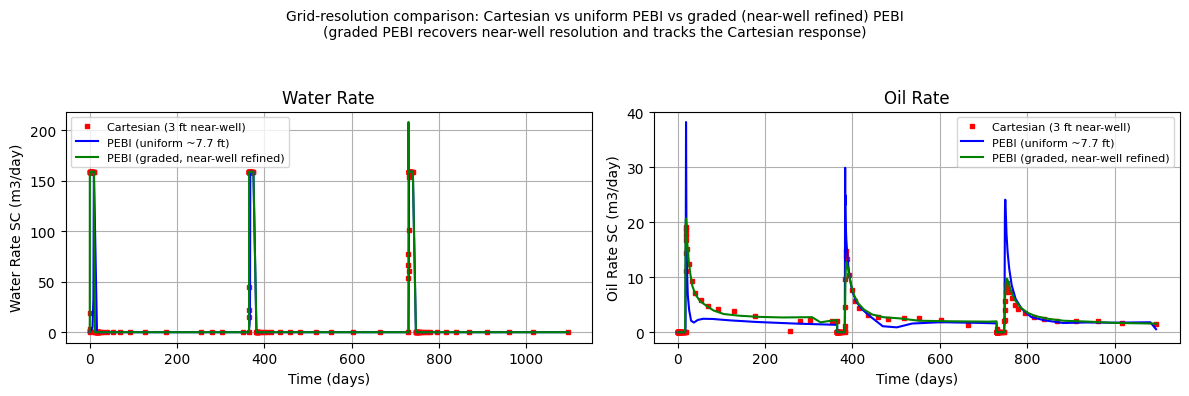 Grid-resolution comparison: Cartesian vs uniform PEBI vs graded (near-well refined) PEBI
(graded PEBI recovers near-well resolution and tracks the Cartesian response)
Water Rate
Water Rate SC (m3/day)
200
150
100
50
0
Cartesian (3 ft near-well)
PEBI (uniform ~7.7 ft)
PEBI (graded, near-well refined)
0 200 400 600 800 1000
Time (days)
Oil Rate
Oil Rate SC (m3/day)
40
30
20
10
0
Cartesian (3 ft near-well)
PEBI (uniform ~7.7 ft)
PEBI (graded, near-well refined)
0 200 400 600 800 1000
Time (days)